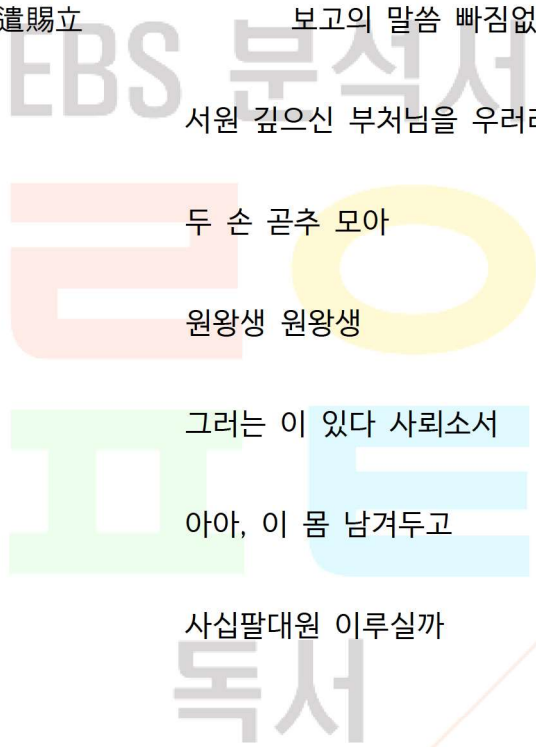 遣賜立 보고의 말씀 빠짐없
EBS 분석서
서원 깊으신 부처님을 우러러
두 손 곧추 모아
원왕생 원왕생
그러는 이 있다 사뢰소서
아아, 이 몸 남겨두고
사십팔대원 이루실까
독서